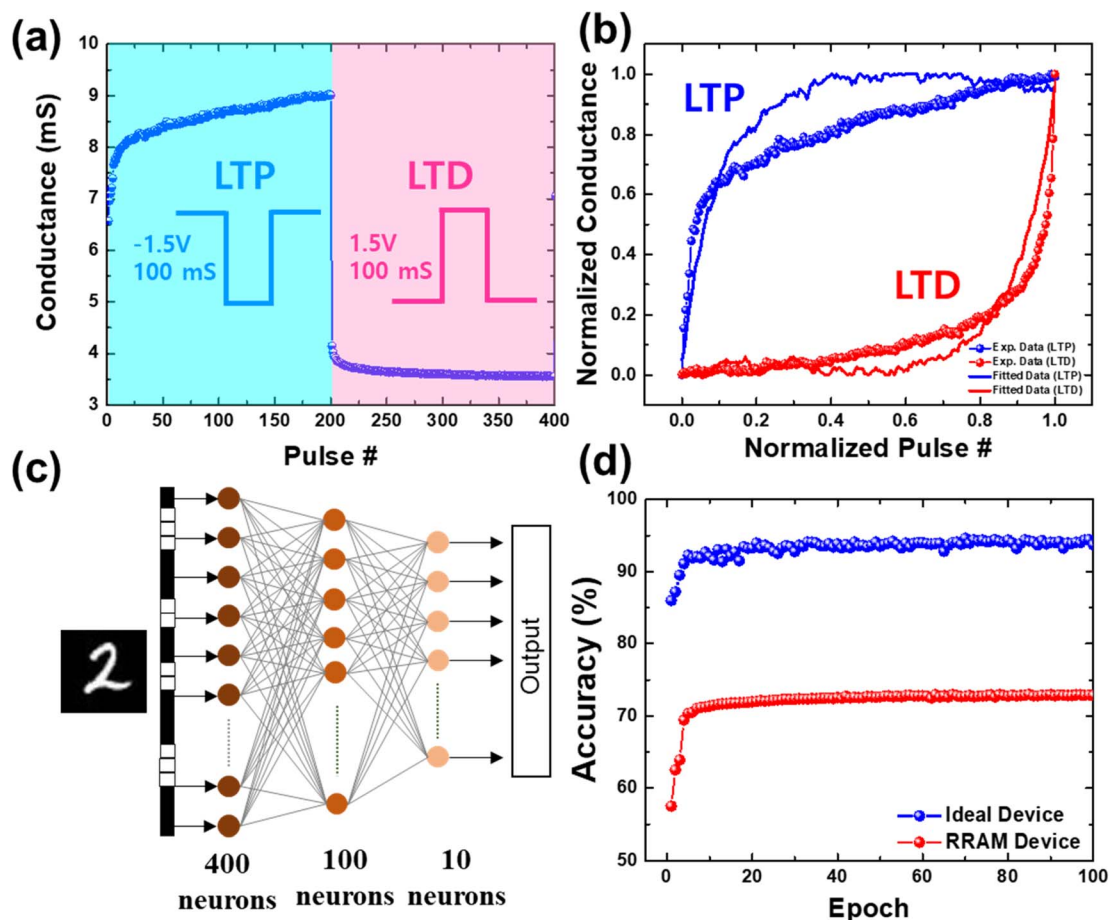 (a)
10
9
8
7
6
5
4
3
Conductance (mS)
LTP
-1.5V
100 mS
LTD
1.5V
100 mS
0 50 100 150 200 250 300 350 400
Pulse #
(b)
1.0
0.8
0.6
0.4
0.2
0.0
Normalized Conductance
LTP
LTD
Exp. Data (LTP)
Exp. Data (LTD)
Fitted Data (LTP)
Fitted Data (LTD)
0.0 0.2 0.4 0.6 0.8 1.0
Normalized Pulse #
(c)
2
Output
400 100 10
neurons neurons neurons
(d)
100
90
80
70
60
50
Accuracy (%)
Ideal Device
RRAM Device
0 20 40 60 80 100
Epoch